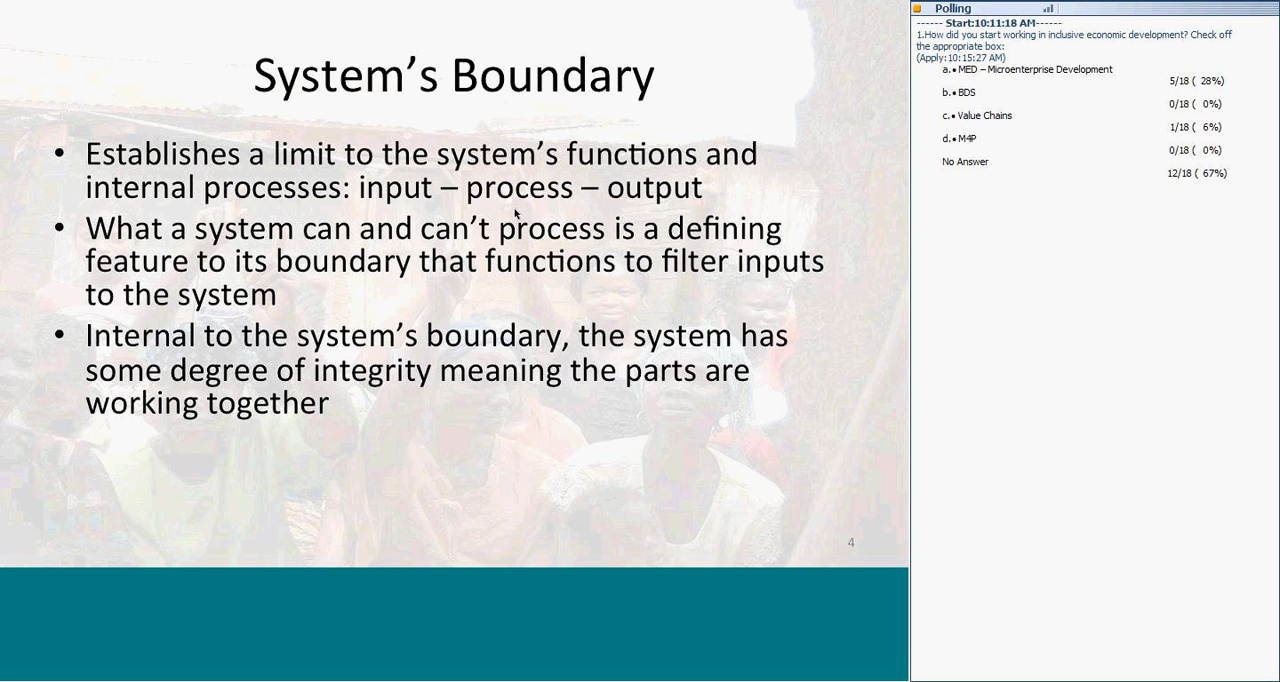 System's Boundary
• Establishes a limit to the system's functions and
internal processes: input – process – output
• What a system can and can't process is a defining
feature to its boundary that functions to filter inputs
to the system
• Internal to the system's boundary, the system has
some degree of integrity meaning the parts are
working together
4
Polling
------ Start:10:11:18 AM------
1.How did you start working in inclusive economic development? Check off
the appropriate box:
(Apply:10:15:27 AM)
a.• MED – Microenterprise Development
5/18 ( 28%)
b.• BDS
0/18 ( 0%)
c.• Value Chains
1/18 ( 6%)
d.• M4P
0/18 ( 0%)
No Answer
12/18 ( 67%)